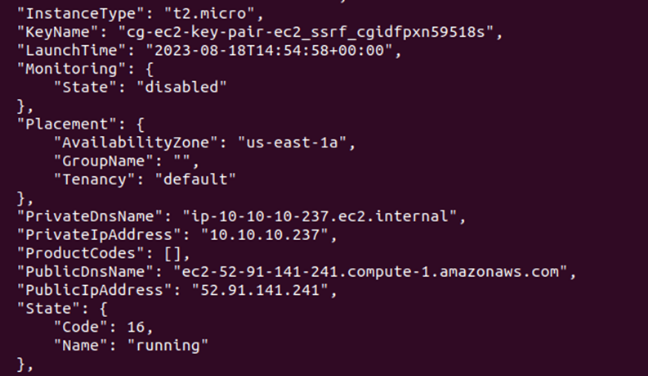 "InstanceType": "t2.micro",
"KeyName": "cg-ec2-key-pair-ec2_ssrf_cgidfpxn59518s",
"LaunchTime": "2023-08-18T14:54:58+00:00",
"Monitoring": {
    "State": "disabled"
},
"Placement": {
    "AvailabilityZone": "us-east-1a",
    "GroupName": "",
    "Tenancy": "default"
},
"PrivateDnsName": "ip-10-10-10-237.ec2.internal",
"PrivateIpAddress": "10.10.10.237",
"ProductCodes": [],
"PublicDnsName": "ec2-52-91-141-241.compute-1.amazonaws.com",
"PublicIpAddress": "52.91.141.241",
"State": {
    "Code": 16,
    "Name": "running"
},